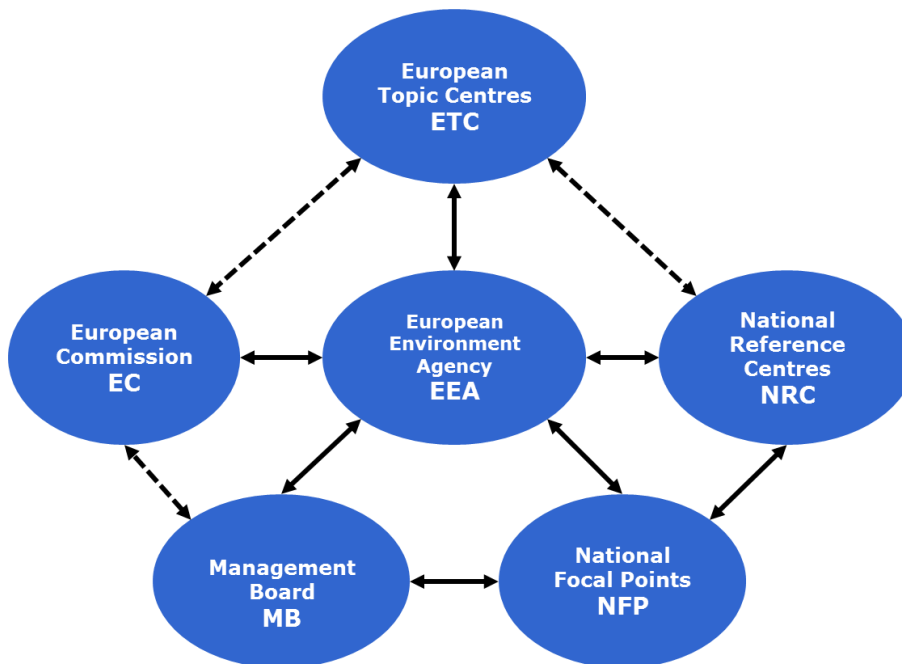 European
Topic Centres
ETC
European
Commission
EC
European
Environment
Agency
EEA
National
Reference
Centres
NRC
Management
Board
MB
National
Focal Points
NFP